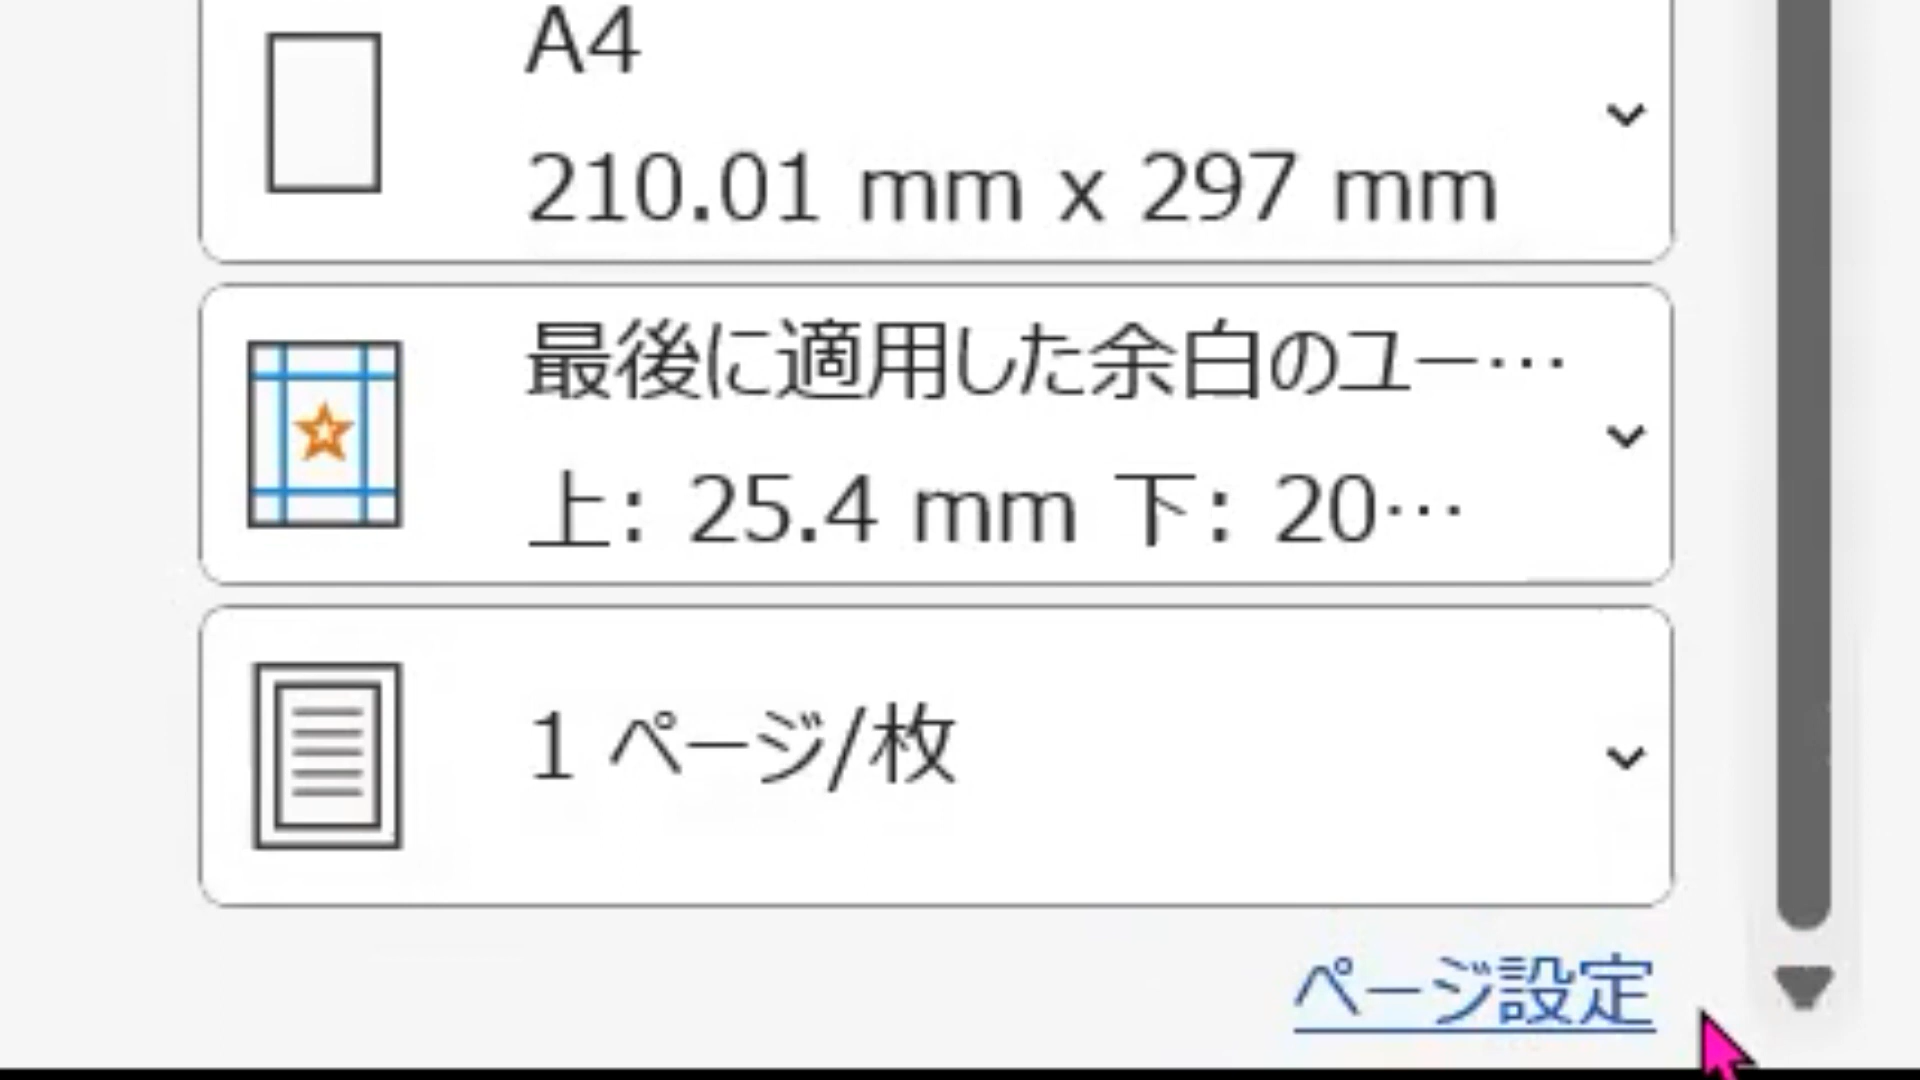 A4
210.01 mm x 297 mm
最後に適用した余白のユー…
上: 25.4 mm 下: 20…
1 ページ/枚
ページ設定